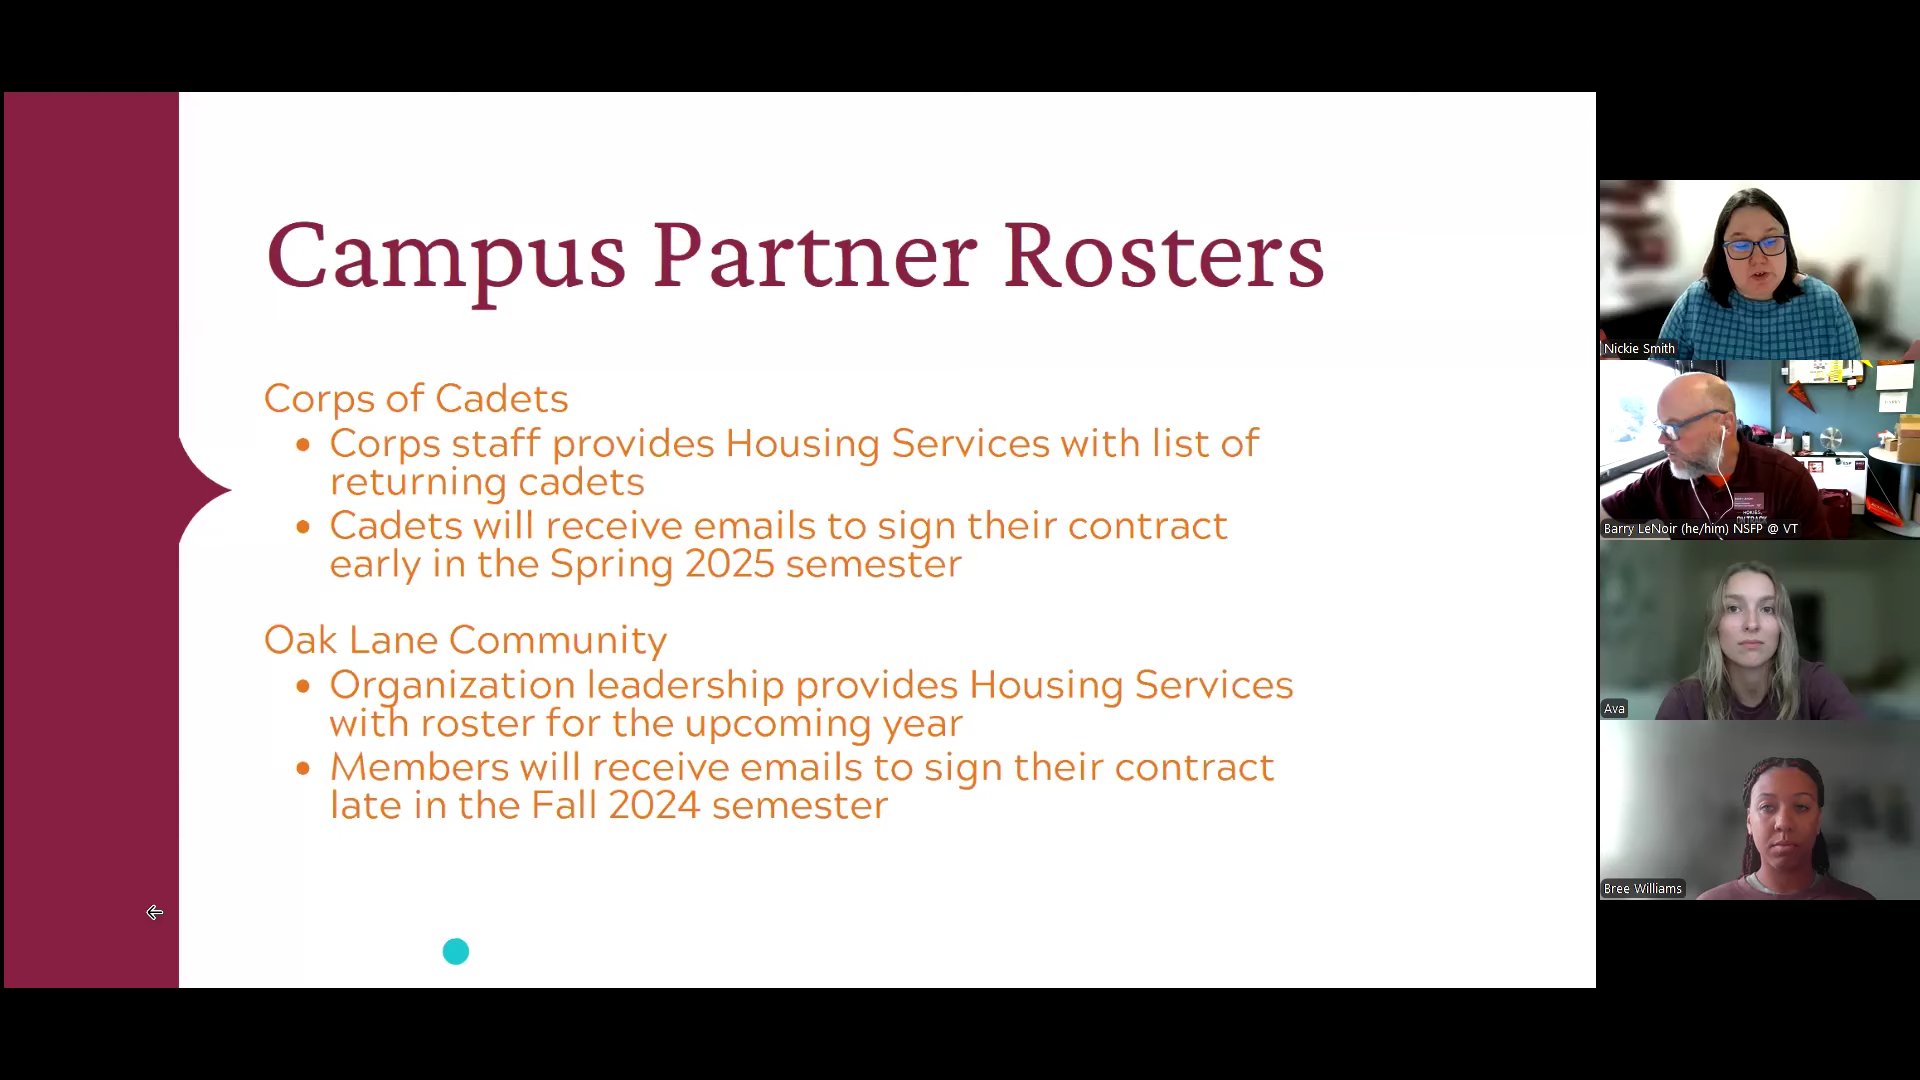 Campus Partner Rosters
Corps of Cadets
• Corps staff provides Housing Services with list of
returning cadets
• Cadets will receive emails to sign their contract
early in the Spring 2025 semester
Oak Lane Community
• Organization leadership provides Housing Services
with roster for the upcoming year
• Members will receive emails to sign their contract
late in the Fall 2024 semester
Nickie Smith
Barry LeNoir (he/him) NSFP @ VT
Ava
Bree Williams